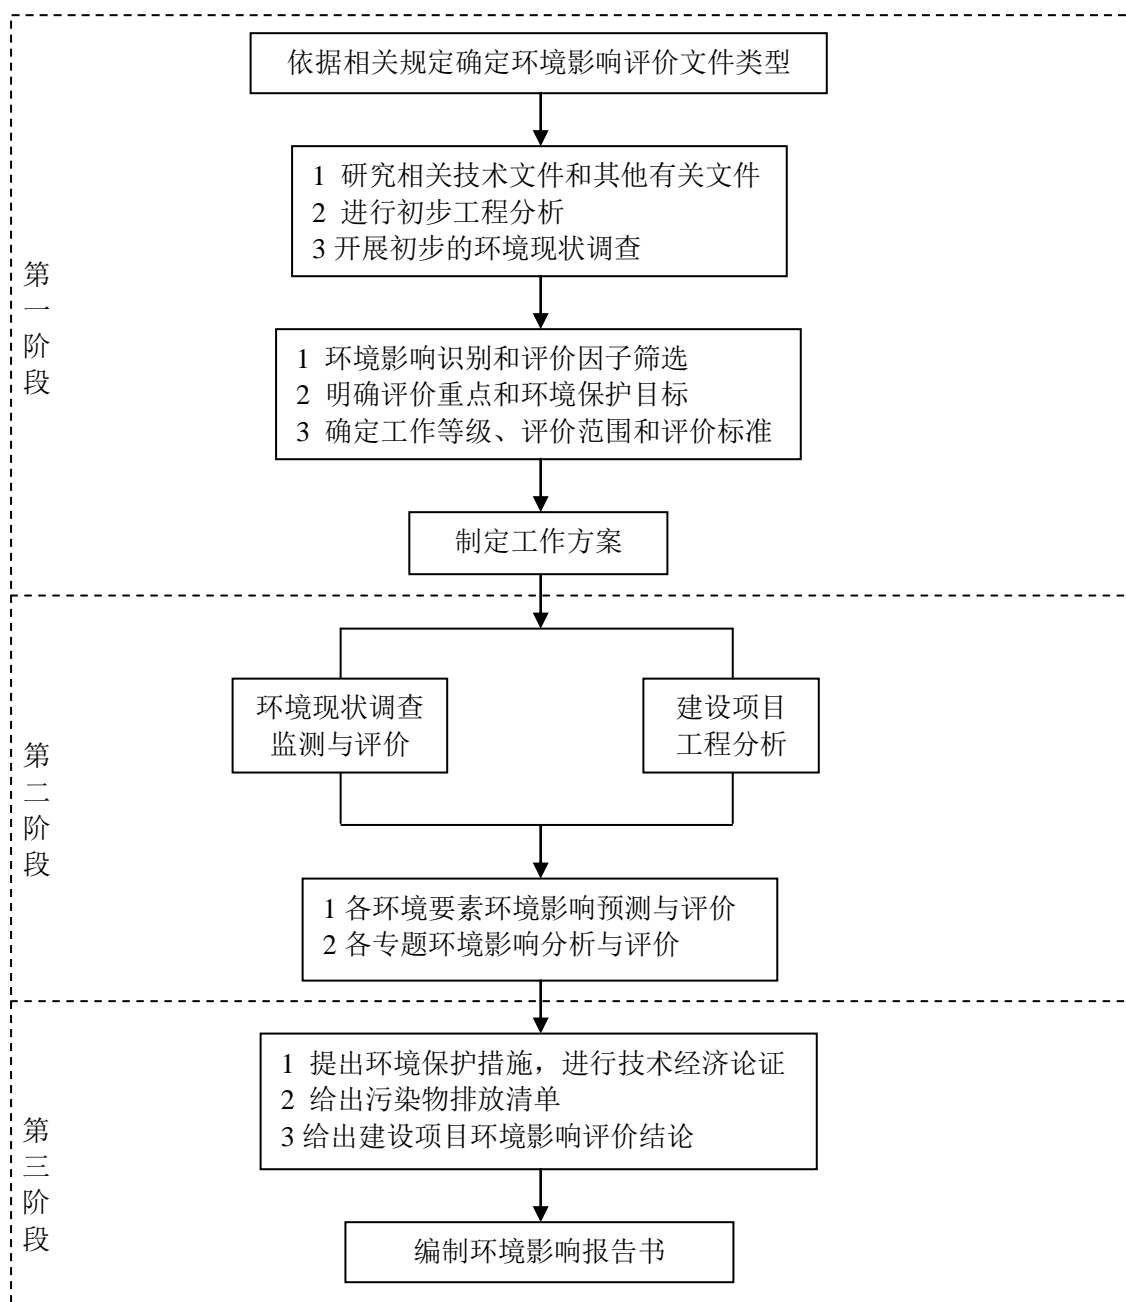 依据相关规定确定环境影响评价文件类型
1 研究相关技术文件和其他有关文件
2 进行初步工程分析
3开展初步的环境现状调查
第一阶段
1 环境影响识别和评价因子筛选
2 明确评价重点和环境保护目标
3 确定工作等级、评价范围和评价标准
制定工作方案
第二阶段
环境现状调查
监测与评价
建设项目
工程分析
1各环境要素环境影响预测与评价
2各专题环境影响分析与评价
第三阶段
1 提出环境保护措施，进行技术经济论证
2 给出污染物排放清单
3给出建设项目环境影响评价结论
编制环境影响报告书